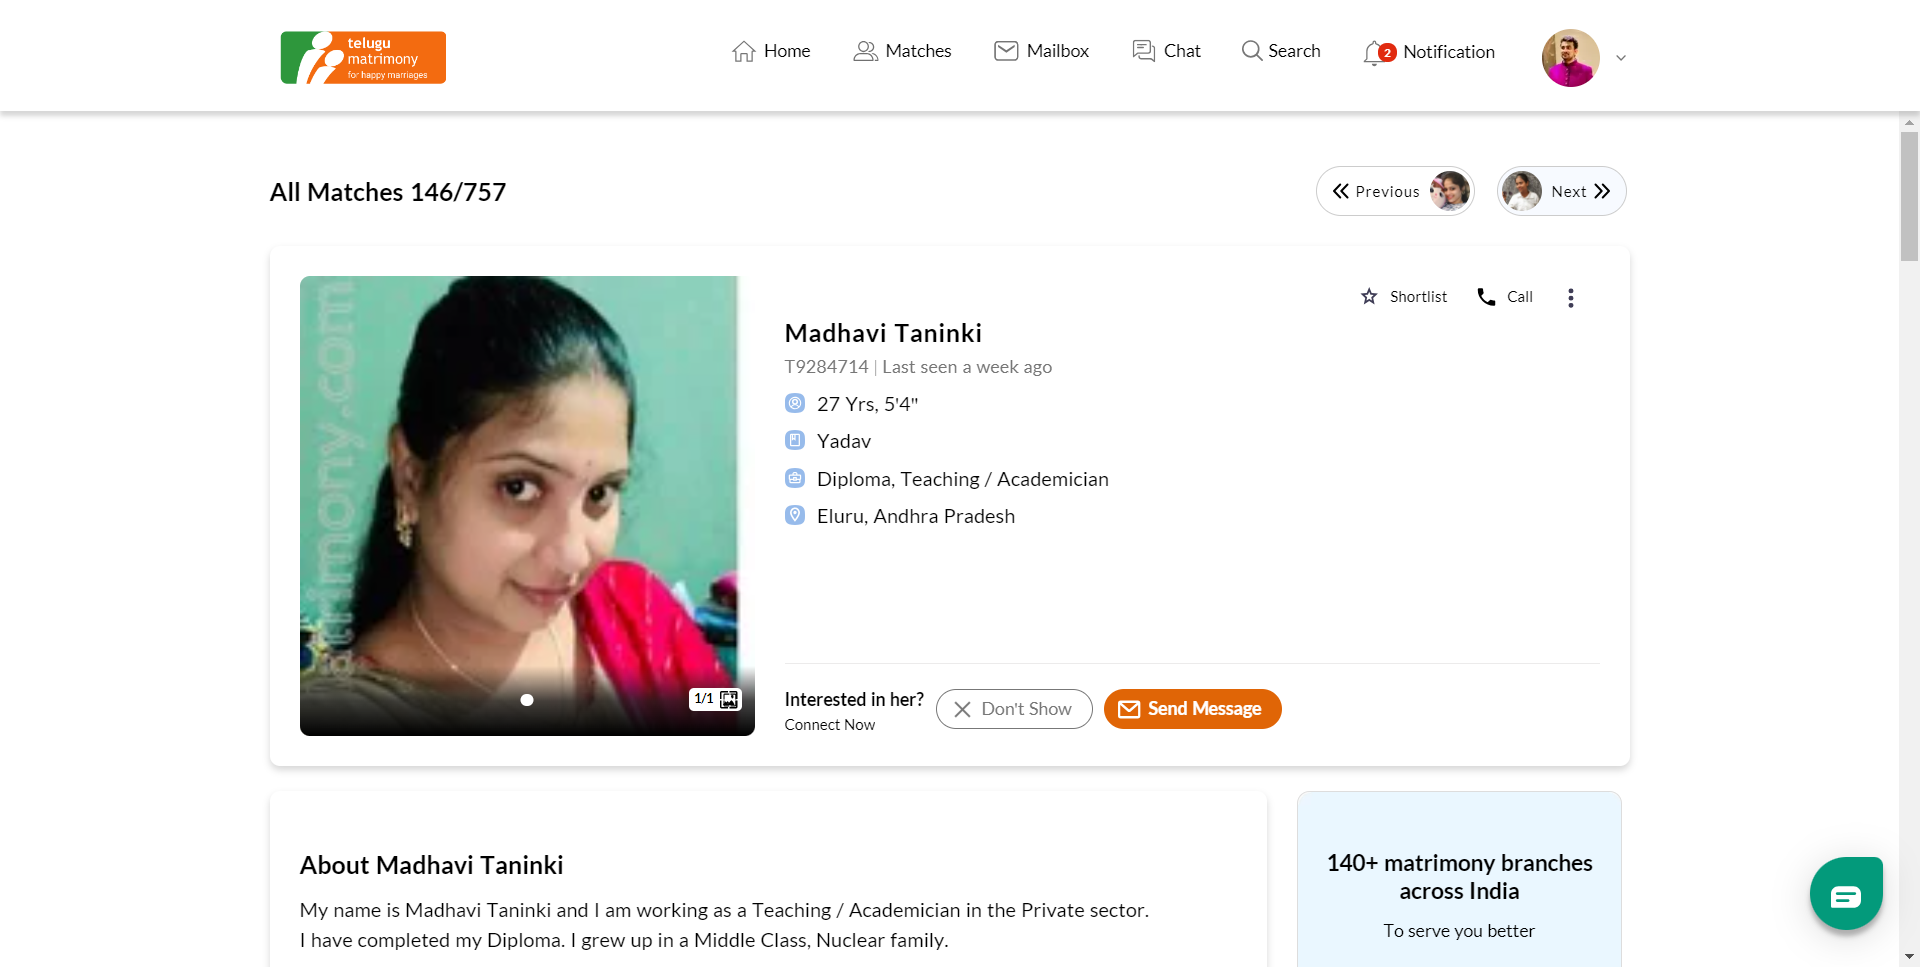 telugu
matrimony
for happy marriages
Home
Matches
Mailbox
Chat
Search
2
Notification
All Matches 146/757
Previous
Next
atrimony.com
Shortlist
Call
Madhavi Taninki
T9284714 | Last seen a week ago
27 Yrs, 5'4"
Yadav
Diploma, Teaching / Academician
Eluru, Andhra Pradesh
1/1
Interested in her?
Connect Now
Don't Show
Send Message
About Madhavi Taninki
My name is Madhavi Taninki and I am working as a Teaching / Academician in the Private sector.
I have completed my Diploma. I grew up in a Middle Class, Nuclear family.
140+ matrimony branches
across India
To serve you better